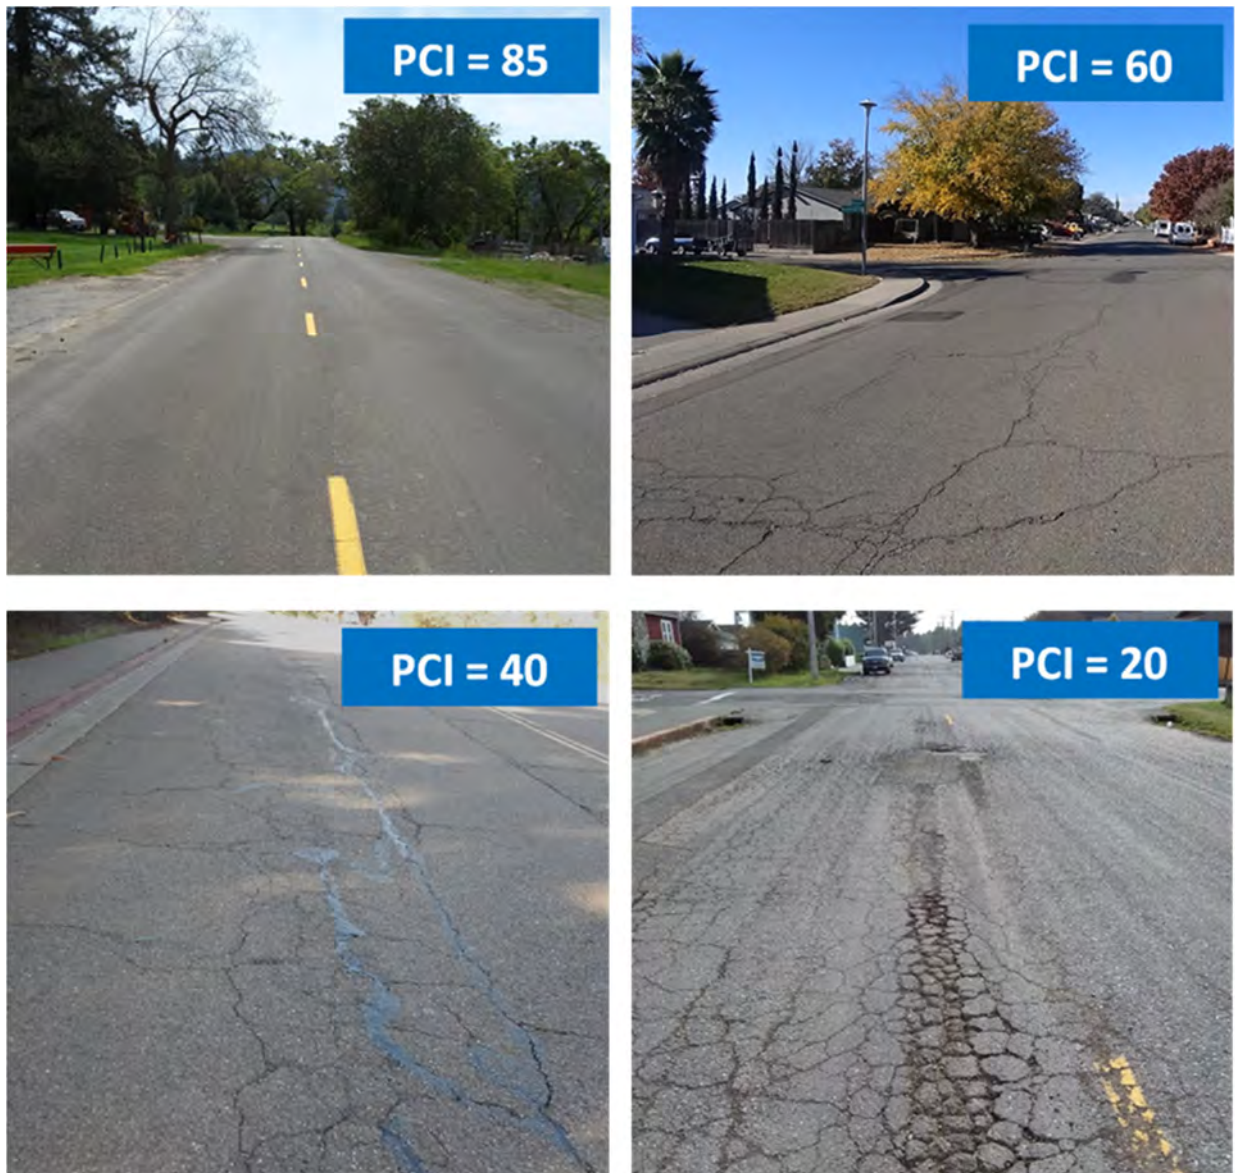 PCI = 85
PCI = 60
PCI = 40
PCI = 20